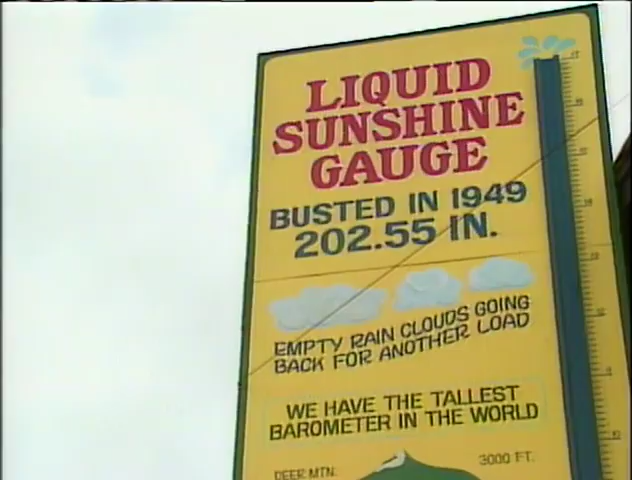 LIQUID
SUNSHINE
GAUGE
BUSTED IN 1949
202.55 IN.
EMPTY RAIN CLOUDS GOING
BACK FOR ANOTHER LOAD
WE HAVE THE TALLEST
BAROMETER IN THE WORLD
DEER MTN. 3000 FT.